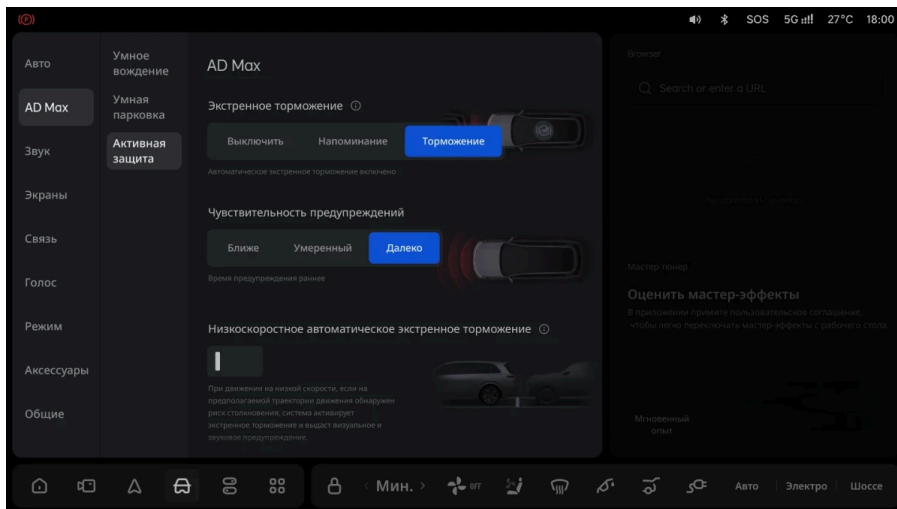 SOS 5G 27°C 18:00
Авто
AD Max
Звук
Экраны
Связь
Голос
Режим
Аксессуары
Общие
Умное
вождение
Умная
парковка
Активная
защита
AD Max
Экстренное торможение
Выключить Напоминание Торможение
Автоматическое экстренное торможение включено
Чувствительность предупреждений
Ближе Умеренный Далеко
Время предупреждения раннее
Низкоскоростное автоматическое экстренное торможение
При движении на низкой скорости, если на
предполагаемой траектории движения обнаружен
риск столкновения, система активирует
экстренное торможение и выдаст визуальное и
звуковое предупреждение.
Browser
Search or enter a URL
Мастер-тюнер
Оценить мастер-эффекты
В приложении примите пользовательское соглашение,
чтобы легко переключать мастер-эффекты с рабочего стола.
Мгновенный
опыт
Мин. OFF Авто Электро Шоссе